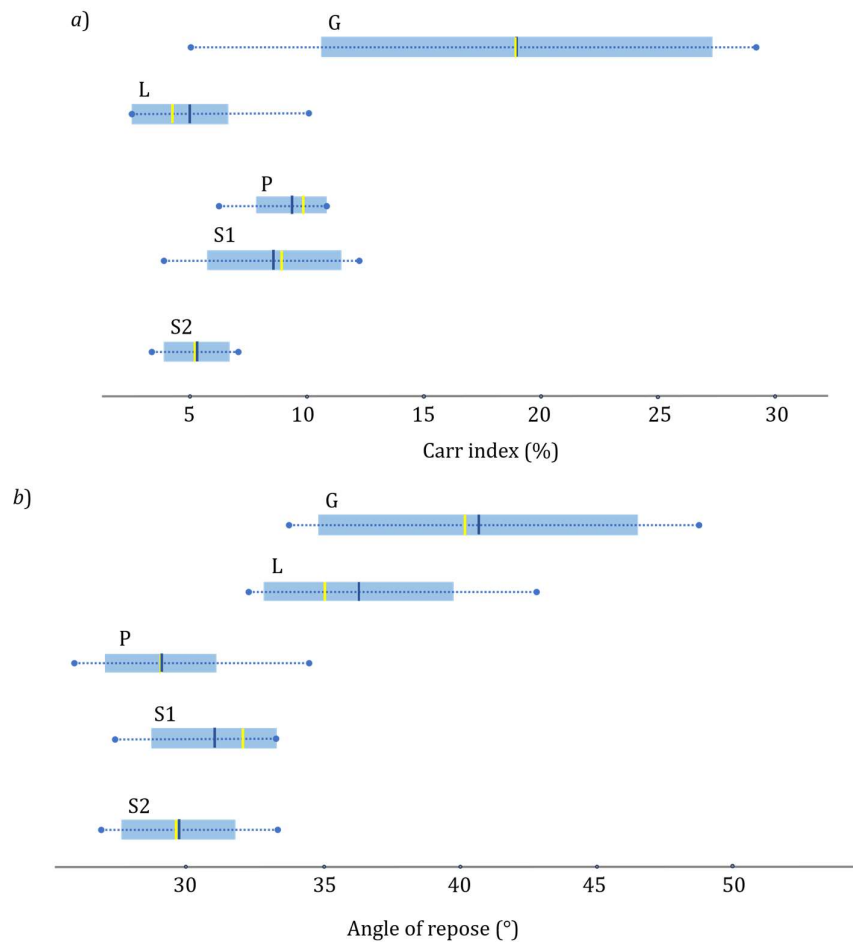 a)
G
L
P
S1
S2
5 10 15 20 25 30
Carr index (%)
b)
G
L
P
S1
S2
30 35 40 45 50
Angle of repose (°)